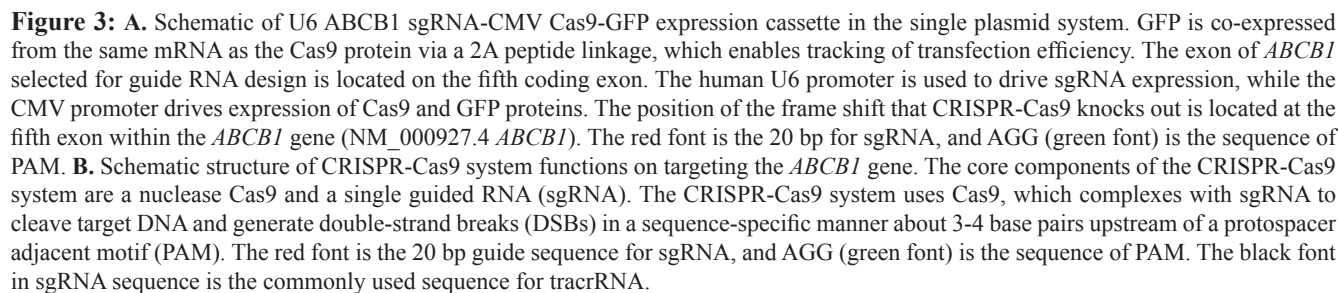 Figure 3: A. Schematic of U6 ABCB1 sgRNA-CMV Cas9-GFP expression cassette in the single plasmid system. GFP is co-expressed
from the same mRNA as the Cas9 protein via a 2A peptide linkage, which enables tracking of transfection efficiency. The exon of ABCB1
selected for guide RNA design is located on the fifth coding exon. The human U6 promoter is used to drive sgRNA expression, while the
CMV promoter drives expression of Cas9 and GFP proteins. The position of the frame shift that CRISPR-Cas9 knocks out is located at the
fifth exon within the ABCB1 gene (NM_000927.4 ABCB1). The red font is the 20 bp for sgRNA, and AGG (green font) is the sequence of
PAM. B. Schematic structure of CRISPR-Cas9 system functions on targeting the ABCB1 gene. The core components of the CRISPR-Cas9
system are a nuclease Cas9 and a single guided RNA (sgRNA). The CRISPR-Cas9 system uses Cas9, which complexes with sgRNA to
cleave target DNA and generate double-strand breaks (DSBs) in a sequence-specific manner about 3-4 base pairs upstream of a protospacer
adjacent motif (PAM). The red font is the 20 bp guide sequence for sgRNA, and AGG (green font) is the sequence of PAM. The black font
in sgRNA sequence is the commonly used sequence for tracrRNA.